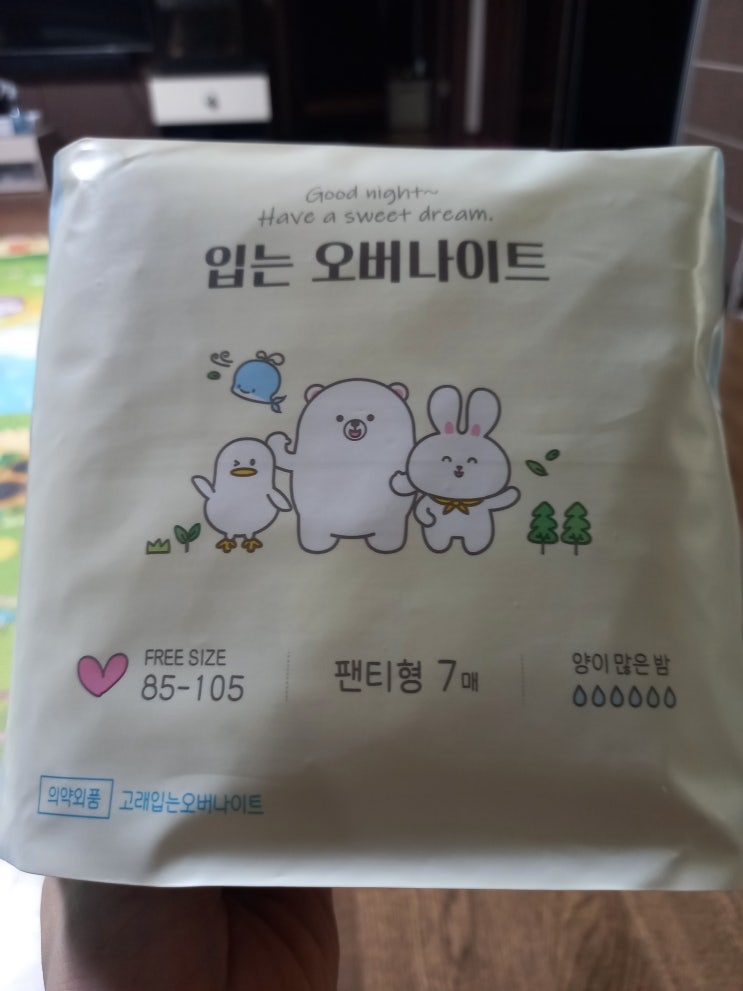 Good night~
Have a sweet dream.
입는 오버나이트
FREE SIZE
85-105
팬티형 7매
양이 많은 밤
의약외품 고래입는오버나이트